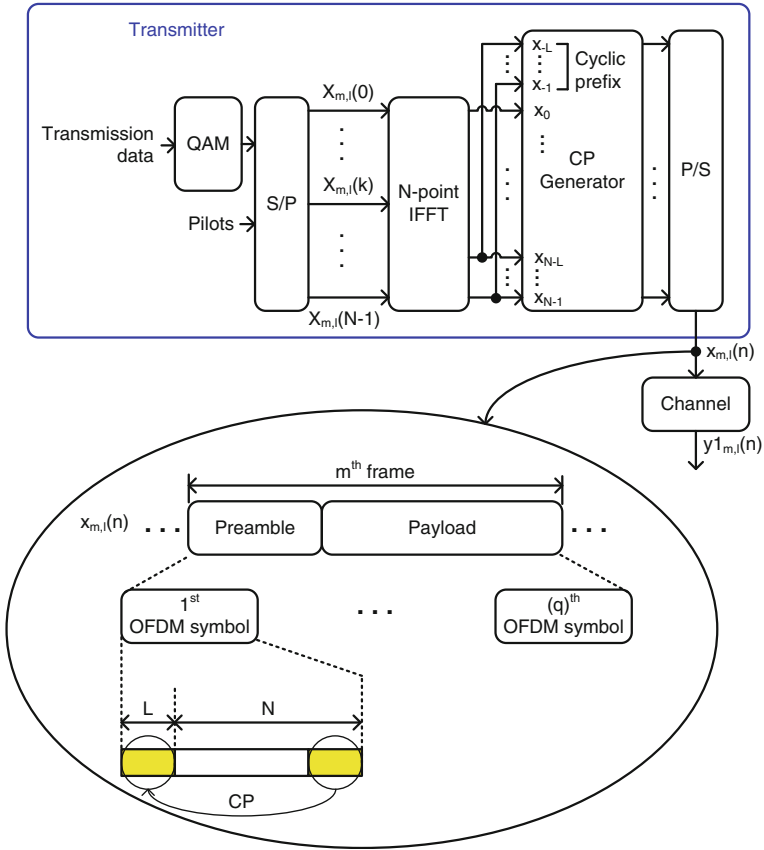 Transmitter
Transmission
data
QAM
Pilots
S/P
X_{m,l}(0)
X_{m,l}(k)
X_{m,l}(N-1)
N-point
IFFT
x_{-L}
x_{-1}
Cyclic
prefix
x_0
CP
Generator
x_{N-L}
x_{N-1}
P/S
x_{m,l}(n)
Channel
y1_{m,l}(n)
m^{th} frame
x_{m,l}(n)
Preamble
Payload
1^{st}
OFDM symbol
(q)^{th}
OFDM symbol
L
N
CP